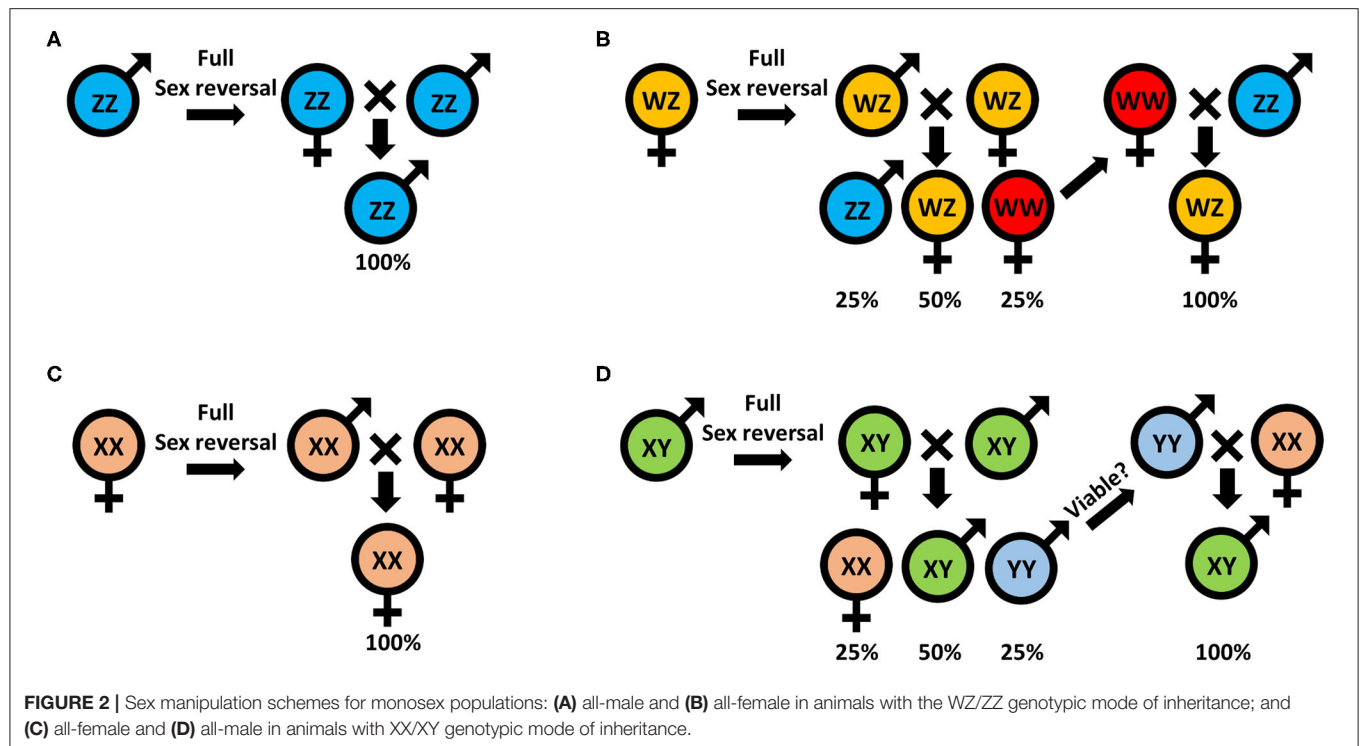 A
Full
Sex reversal
ZZ
ZZ
ZZ
ZZ
100%
B
Full
Sex reversal
WZ
WZ
WZ
WW
ZZ
ZZ
WZ
WW
WZ
25%
50%
25%
100%
C
Full
Sex reversal
XX
XX
XX
XX
100%
D
Full
Sex reversal
XY
XY
XY
YY
XX
Viable?
XX
XY
YY
XY
25%
50%
25%
100%
FIGURE 2 | Sex manipulation schemes for monosex populations: (A) all-male and (B) all-female in animals with the WZ/ZZ genotypic mode of inheritance; and
(C) all-female and (D) all-male in animals with XX/XY genotypic mode of inheritance.